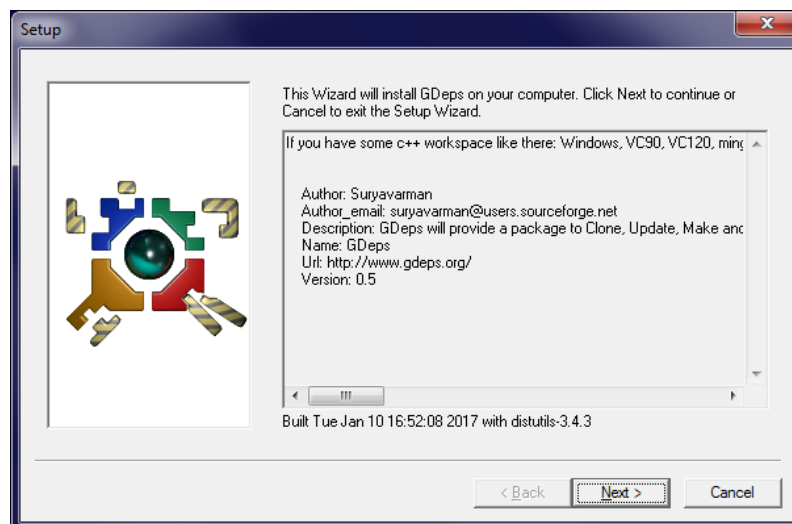 Setup
This Wizard will install GDeps on your computer. Click Next to continue or
Cancel to exit the Setup Wizard.
If you have some c++ workspace like there: Windows, VC90, VC120,
Author: Suryavarman
Author_email: suryavarman@users.sourceforge.net
Description: GDeps will provide a package to Clone, Update, Make and
Name: GDeps
Url: http://www.gdeps.org/
Version: 0.5
Built Tue Jan 10 16:52:08 2017 with distutils-3.4.3
< Back
Next >
Cancel